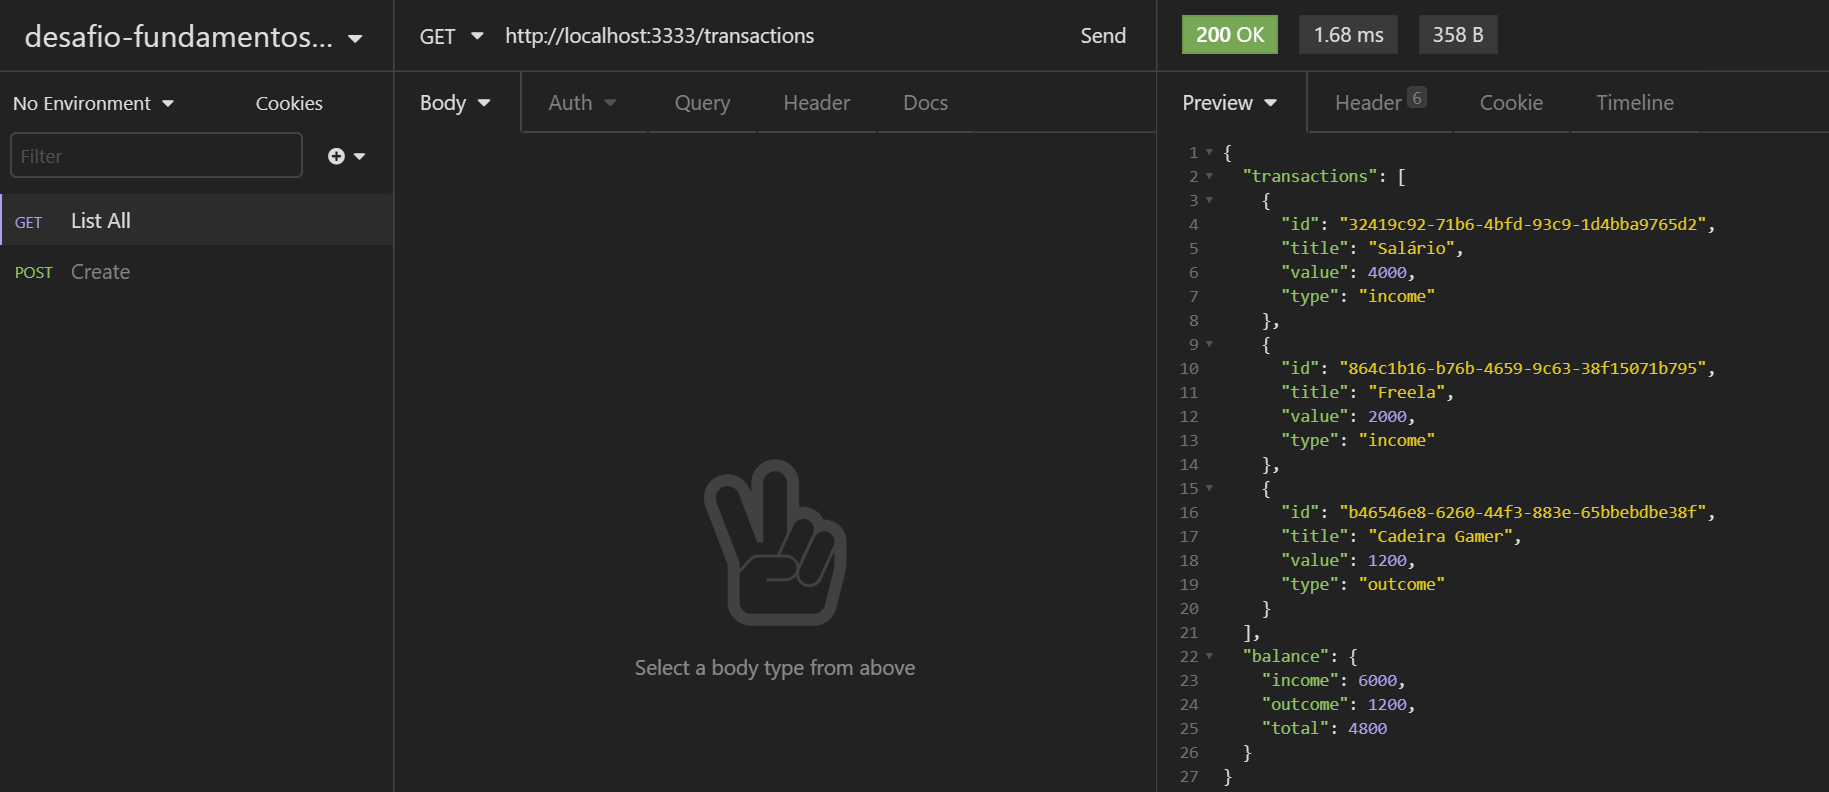 desafio-fundamentos...
No Environment
Cookies
Filter
GET List All
POST Create
GET http://localhost:3333/transactions Send
Body Auth Query Header Docs
Select a body type from above
200 OK 1.68 ms 358 B
Preview Header 6 Cookie Timeline
1 {
2 "transactions": [
3 {
4 "id": "32419c92-71b6-4bfd-93c9-1d4bba9765d2",
5 "title": "Salário",
6 "value": 4000,
7 "type": "income"
8 },
9 {
10 "id": "864c1b16-b76b-4659-9c63-38f15071b795",
11 "title": "Freela",
12 "value": 2000,
13 "type": "income"
14 },
15 {
16 "id": "b46546e8-6260-44f3-883e-65bbebdbe38f",
17 "title": "Cadeira Gamer",
18 "value": 1200,
19 "type": "outcome"
20 }
21 ],
22 "balance": {
23 "income": 6000,
24 "outcome": 1200,
25 "total": 4800
26 }
27 }